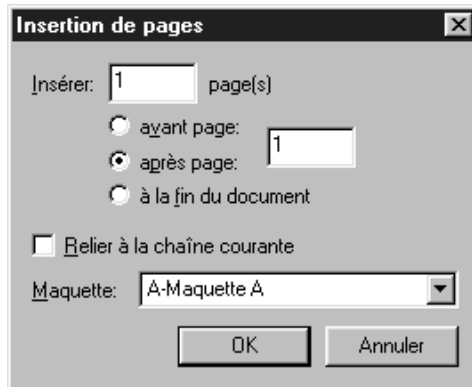 Insertion de pages
Insérer: 1 page(s)
avant page:
1
après page:
à la fin du document
Relier à la chaîne courante
Maquette: A-Maquette A
OK Annuler